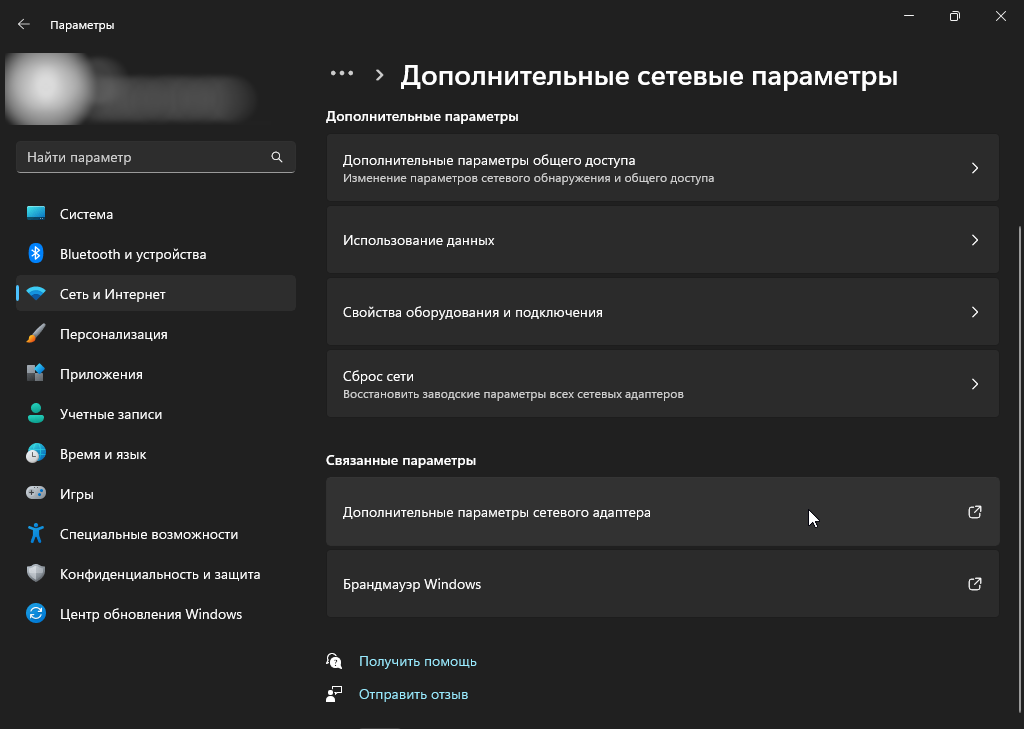 Параметры
Найти параметр
Система
Bluetooth и устройства
Сеть и Интернет
Персонализация
Приложения
Учетные записи
Время и язык
Игры
Специальные возможности
Конфиденциальность и защита
Центр обновления Windows
… > Дополнительные сетевые параметры
Дополнительные параметры
Дополнительные параметры общего доступа
Изменение параметров сетевого обнаружения и общего доступа
Использование данных
Свойства оборудования и подключения
Сброс сети
Восстановить заводские параметры всех сетевых адаптеров
Связанные параметры
Дополнительные параметры сетевого адаптера
Брандмауэр Windows
Получить помощь
Отправить отзыв